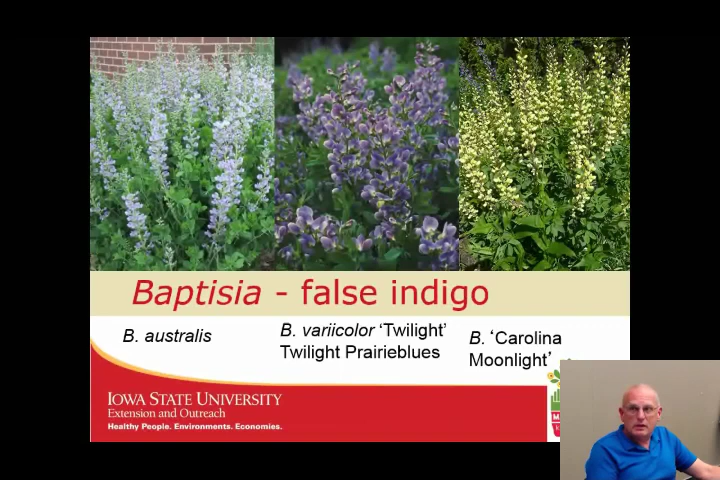 Baptisia - false indigo
B. australis
B. variicolor ‘Twilight’
Twilight Prairieblues
B. ‘Carolina
Moonlight’
IOWA STATE UNIVERSITY
Extension and Outreach
Healthy People. Environments. Economies.